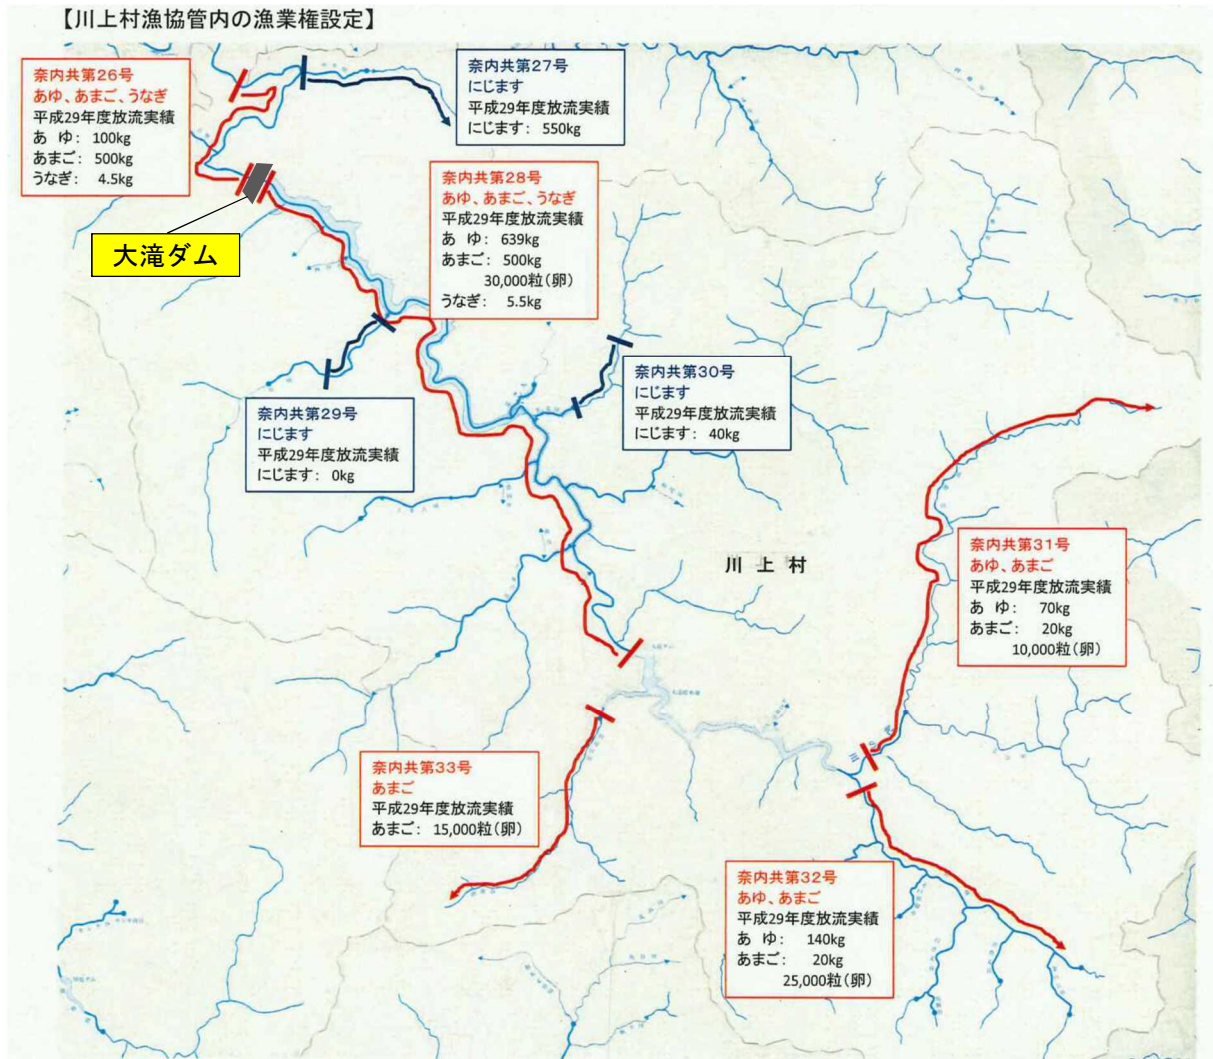 【川上村漁協管内の漁業権設定】
奈内共第26号
あゆ、あまご、うなぎ
平成29年度放流実績
あ ゆ: 100kg
あまご: 500kg
うなぎ: 4.5kg
奈内共第27号
にじます
平成29年度放流実績
にじます: 550kg
奈内共第28号
あゆ、あまご、うなぎ
平成29年度放流実績
あ ゆ: 639kg
あまご: 500kg
30,000粒(卵)
うなぎ: 5.5kg
大滝ダム
奈内共第29号
にじます
平成29年度放流実績
にじます: 0kg
奈内共第30号
にじます
平成29年度放流実績
にじます: 40kg
川上村
奈内共第31号
あゆ、あまご
平成29年度放流実績
あ ゆ: 70kg
あまご: 20kg
10,000粒(卵)
奈内共第33号
あまご
平成29年度放流実績
あまご: 15,000粒(卵)
奈内共第32号
あゆ、あまご
平成29年度放流実績
あ ゆ: 140kg
あまご: 20kg
25,000粒(卵)